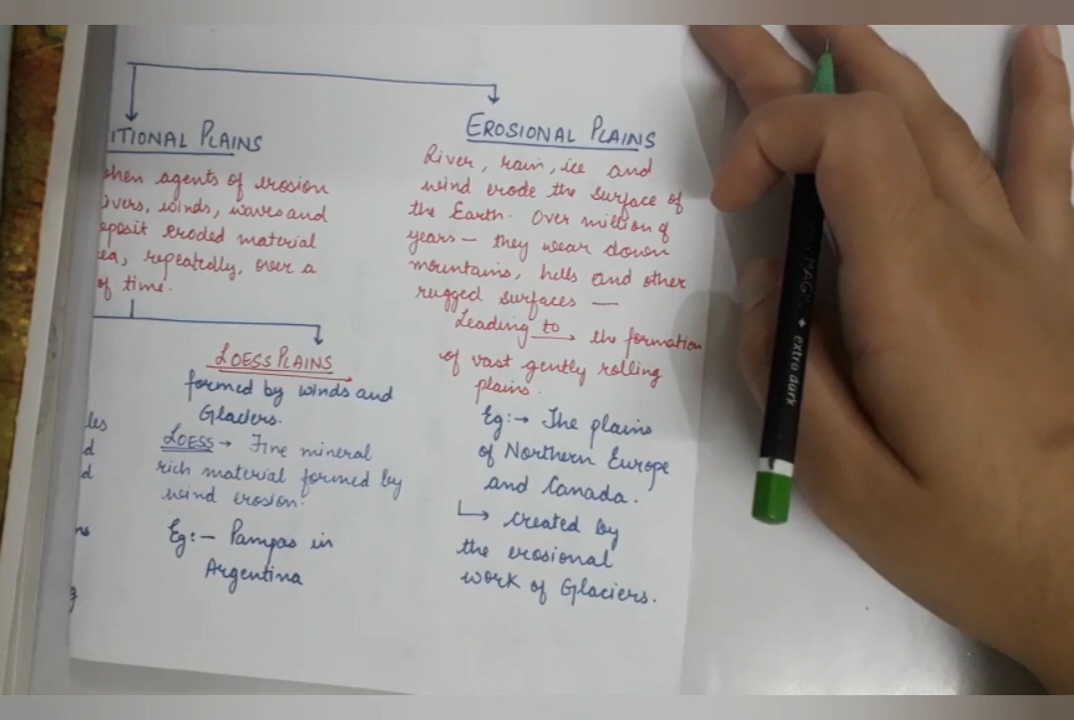 ITIONAL PLAINS
when agents of erosion
ivers, winds, waves and
eposit eroded material
ea, repeatedly, over a
of time.
LOESS PLAINS
formed by winds and
Glaciers.
LOESS → Fine mineral
rich material formed by
wind erosion.
Eg:- Pampas in
Argentina
les
d
d
ns
g
EROSIONAL PLAINS
River, rain, ice and
wind erode the surface of
the Earth. Over million of
years — they wear down
mountains, hills and other
rugged surfaces —
Leading to → the formation
of vast gently rolling
plains.
Eg:→ The plains
of Northern Europe
and Canada.
↳ created by
the erosional
work of Glaciers.
extra dark